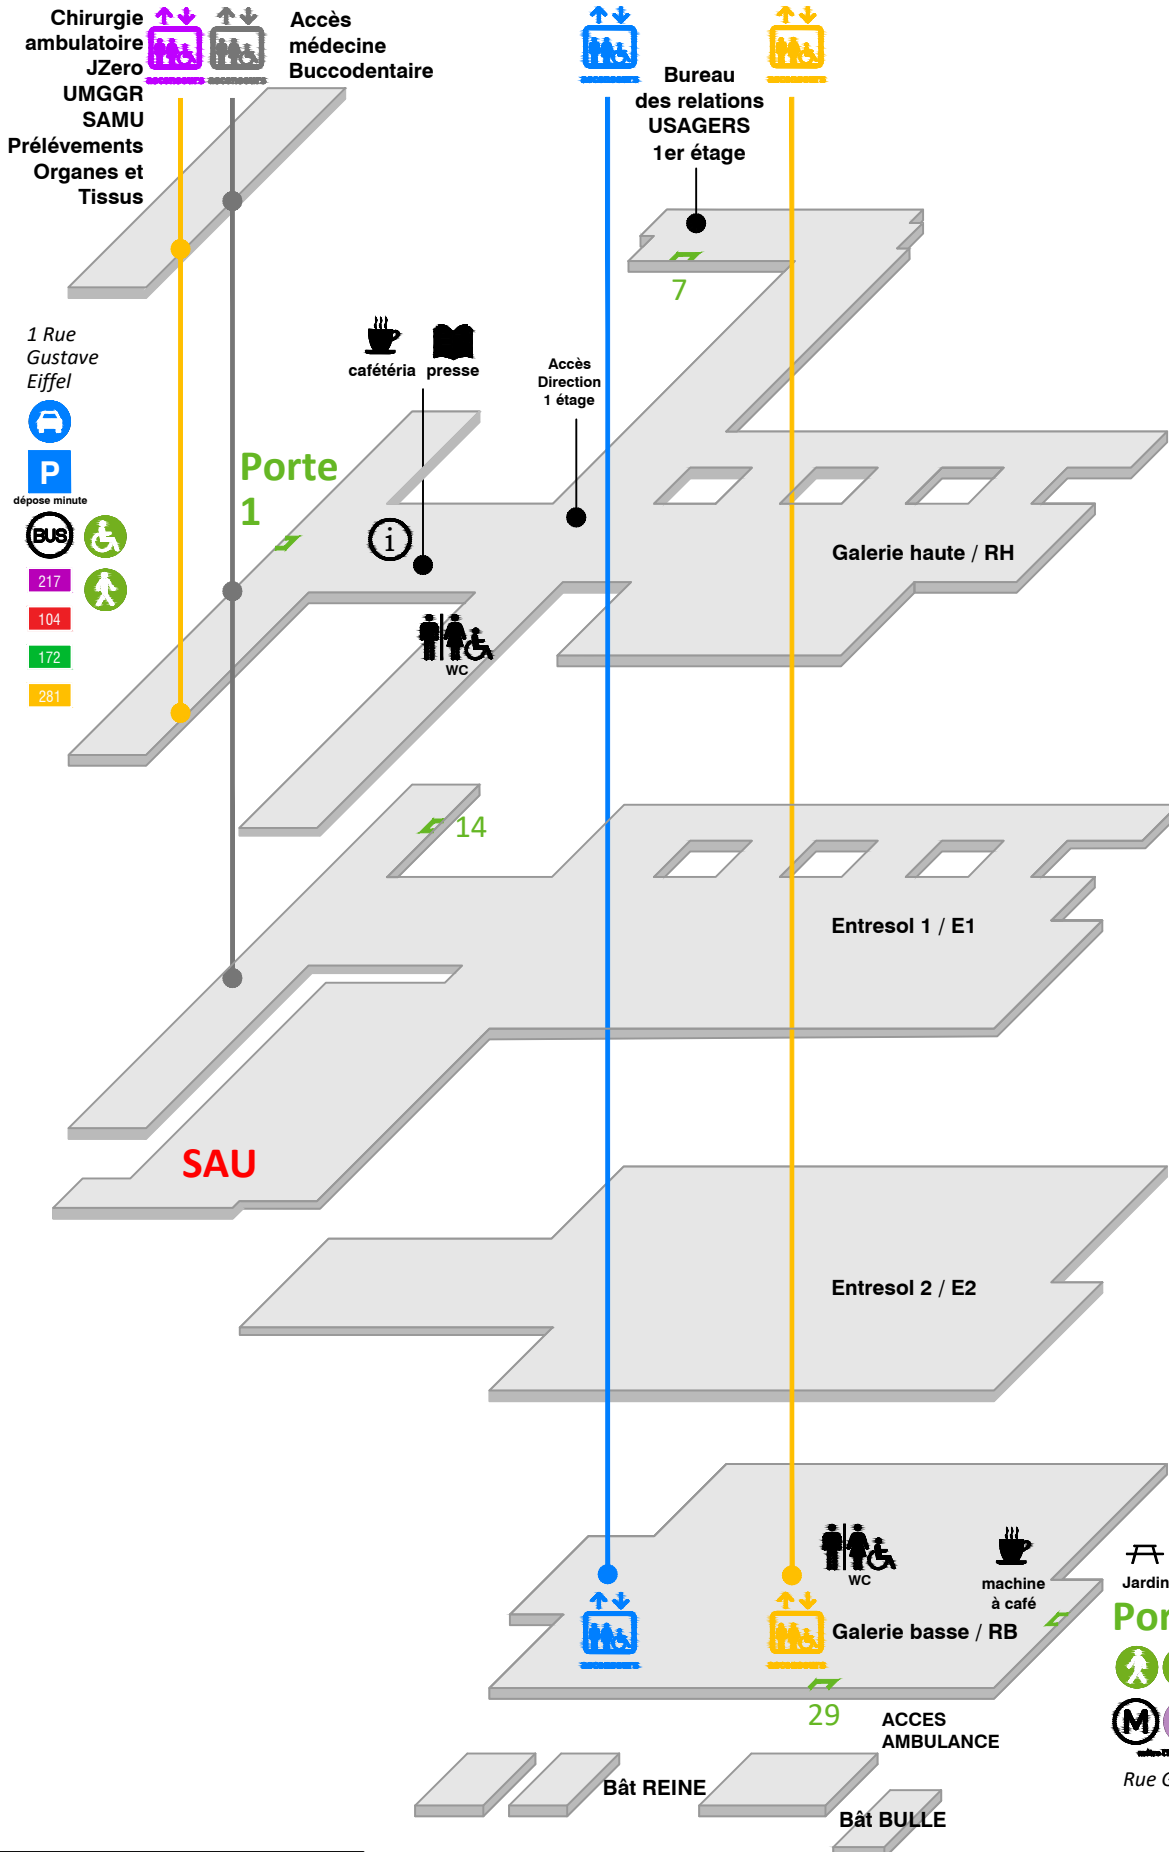 Chirurgie
ambulatoire
JZero
UMGGR
SAMU
Prélévements
Organes et
Tissus
Accès
médecine
Buccodentaire
Bureau
des relations
USAGERS
1er étage
7
1 Rue
Gustave
Eiffel
P
dépose minute
BUS
217
104
172
281
cafétéria
presse
Accès
Direction
1 étage
Porte
1
i
Galerie haute / RH
WC
14
Entresol 1 / E1
SAU
Entresol 2 / E2
WC
machine
à café
Jardin
Galerie basse / RB
29
ACCES
AMBULANCE
M
Bât REINE
Bât BULLE